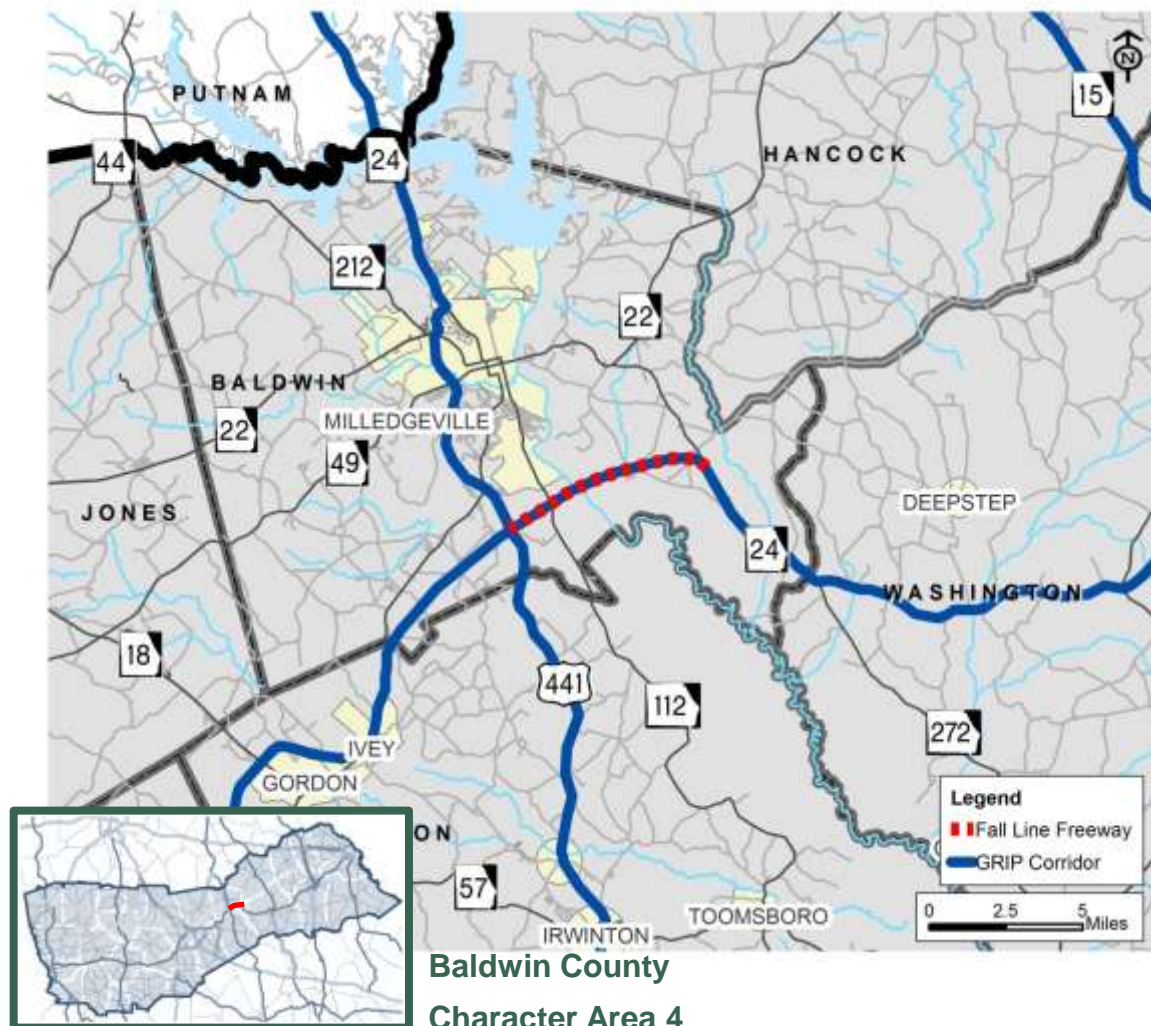 N
15
PUTNAM
HANCOCK
44
24
212
22
BALDWIN
MILLEDGEVILLE
22
49
JONES
DEEPSTEP
24
WASHINGTON
18
441
112
272
IVEY
GORDON
Legend
Fall Line Freeway
GRIP Corridor
ON
57
TOOMSBORO
IRWINTON
0 2.5 5
Miles
Baldwin County
Character Area 4